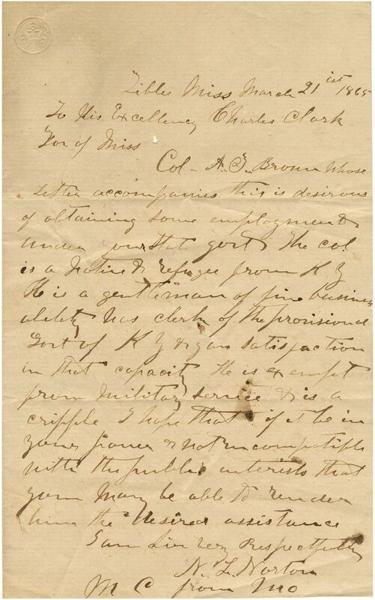 Tibbee Miss March 21st 1865
To His Excellency Charles Clark
Gov of Miss
Col. A. J. Brown whose
letter accompanies this is desirous
of obtaining some employment
under your Stat govt The col
is a Native & refugee from K Y
He is a gentleman of fine business
ability was clerk of the provisional
Govt of K Y & gave satisfaction
in that capacity He is exempt
from military service & is a
cripple I hope that if it be in
your power & not incompatible
with the public interests that
you may be able to render
him the desired assistance
I am Sir very Respectfully
N. L. Norton
M C from Mo